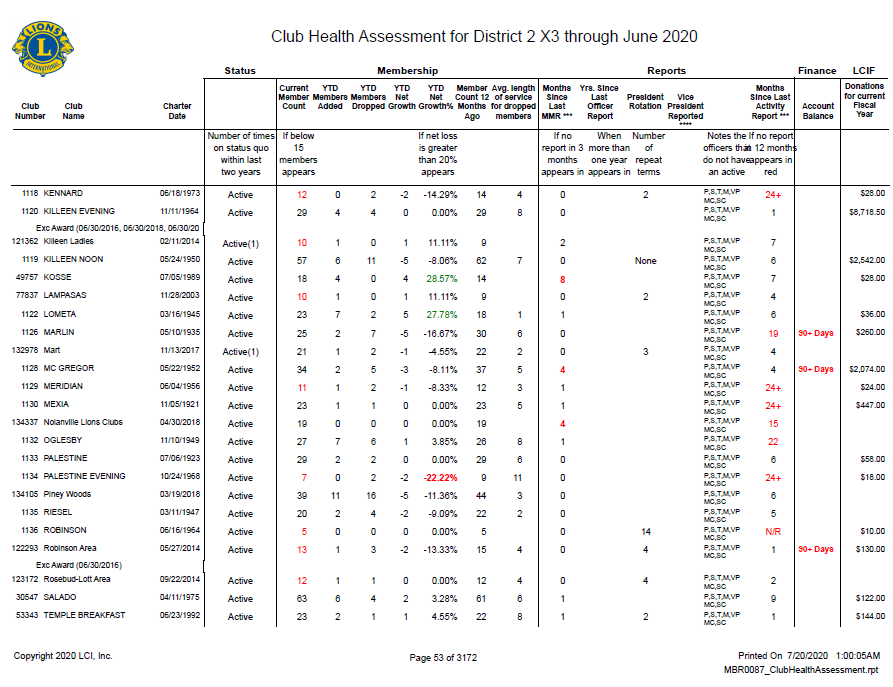 LIONS
L
INTERNATIONAL
Club Health Assessment for District 2 X3 through June 2020
Status Membership Reports Finance LCIF
Club Number Club Name Charter Date Current Member Count YTD Members Added YTD Members Dropped YTD Net Growth YTD Net Growth% Member Count 12 Months Ago Avg. length of service for dropped members Months Since Last MMR *** Yrs. Since Last Officer Report President Rotation Vice President Reported **** Months Since Last Activity Report *** Account Balance Donations for current Fiscal Year
Number of times on status quo within last two years If below 15 members appears If net loss is greater than 20% appears If no report in 3 months appears in When more than one year appears in Number of repeat terms Notes the officers that do not have an active If no report in 12 months appears in red
1118 KENNARD 06/18/1973 Active 12 0 2 -2 -14.29% 14 4 0 2 P,S,T,M,VP MC,SC 24+ $28.00
1120 KILLEEN EVENING 11/11/1964 Active 29 4 4 0 0.00% 29 8 0 P,S,T,M,VP MC,SC 1 $8,718.50
Exc Award (06/30/2016, 06/30/2018, 06/30/20
121362 Killeen Ladies 02/11/2014 Active(1) 10 1 0 1 11.11% 9 2 P,S,T,M,VP MC,SC 7
1119 KILLEEN NOON 05/24/1950 Active 57 6 11 -5 -8.06% 62 7 0 None P,S,T,M,VP MC,SC 6 $2,542.00
49757 KOSSE 07/05/1989 Active 18 4 0 4 28.57% 14 8 P,S,T,M,VP MC,SC 7 $28.00
77837 LAMPASAS 11/28/2003 Active 10 1 0 1 11.11% 9 0 2 P,S,T,M,VP MC,SC 4
1122 LOMETA 03/16/1945 Active 23 7 2 5 27.78% 18 1 1 P,S,T,M,VP MC,SC 6 $36.00
1126 MARLIN 05/10/1935 Active 25 2 7 -5 -16.67% 30 6 0 P,S,T,M,VP MC,SC 19 90+ Days $260.00
132978 Mart 11/13/2017 Active(1) 21 1 2 -1 -4.55% 22 2 0 3 P,S,T,M,VP MC,SC 4
1128 MC GREGOR 05/22/1952 Active 34 2 5 -3 -8.11% 37 5 4 P,S,T,M,VP MC,SC 4 90+ Days $2,074.00
1129 MERIDIAN 06/04/1956 Active 11 1 2 -1 -8.33% 12 3 1 P,S,T,M,VP MC,SC 24+ $24.00
1130 MEXIA 11/05/1921 Active 23 1 1 0 0.00% 23 5 1 P,S,T,M,VP MC,SC 24+ $447.00
134337 Nolanville Lions Clubs 04/30/2018 Active 19 0 0 0 0.00% 19 4 P,S,T,M,VP MC,SC 15
1132 OGLESBY 11/10/1949 Active 27 7 6 1 3.85% 26 8 1 P,S,T,M,VP MC,SC 22
1133 PALESTINE 07/06/1923 Active 29 2 2 0 0.00% 29 6 0 P,S,T,M,VP MC,SC 6 $58.00
1134 PALESTINE EVENING 10/24/1968 Active 7 0 2 -2 -22.22% 9 11 0 P,S,T,M,VP MC,SC 24+ $18.00
134105 Piney Woods 03/19/2018 Active 39 11 16 -5 -11.36% 44 3 0 P,S,T,M,VP MC,SC 6
1135 RIESEL 03/11/1947 Active 20 2 4 -2 -9.09% 22 2 0 P,S,T,M,VP MC,SC 5
1136 ROBINSON 06/16/1964 Active 5 0 0 0 0.00% 5 0 14 P,S,T,M,VP MC,SC N/R $10.00
122293 Robinson Area 05/27/2014 Active 13 1 3 -2 -13.33% 15 4 0 4 P,S,T,M,VP MC,SC 1 90+ Days $130.00
Exc Award (06/30/2016)
123172 Rosebud-Lott Area 09/22/2014 Active 12 1 1 0 0.00% 12 4 0 4 P,S,T,M,VP MC,SC 2
30547 SALADO 04/11/1975 Active 63 6 4 2 3.28% 61 6 1 P,S,T,M,VP MC,SC 9 $122.00
53343 TEMPLE BREAKFAST 06/23/1992 Active 23 2 1 1 4.55% 22 8 1 2 P,S,T,M,VP MC,SC 1 $144.00
Copyright 2020 LCI, Inc. Page 53 of 3172 Printed On 7/20/2020 1:00:05AM
MBR0087_ClubHealthAssessment.rpt